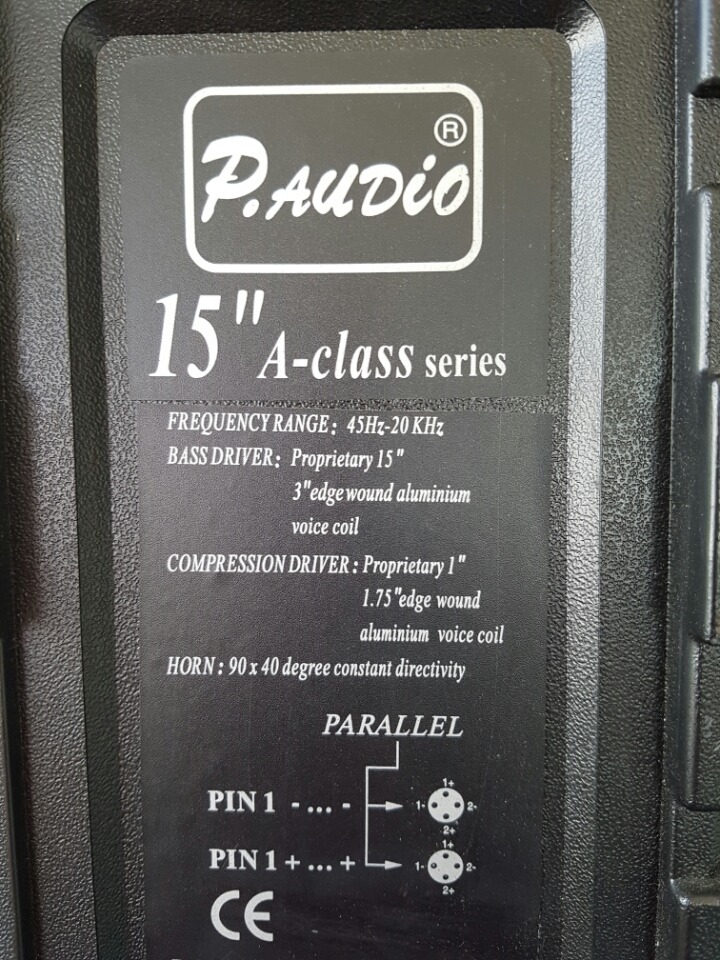 P.AUDiO ®
15" A-class series
FREQUENCY RANGE : 45Hz-20 KHz
BASS DRIVER : Proprietary 15"
3"edge wound aluminium
voice coil
COMPRESSION DRIVER : Proprietary 1"
1.75"edge wound
aluminium voice coil
HORN : 90 x 40 degree constant directivity
PARALLEL
1+
PIN 1 - ... - 1- 2-
2+
1+
PIN 1 + ... + 1- 2-
2+
CE